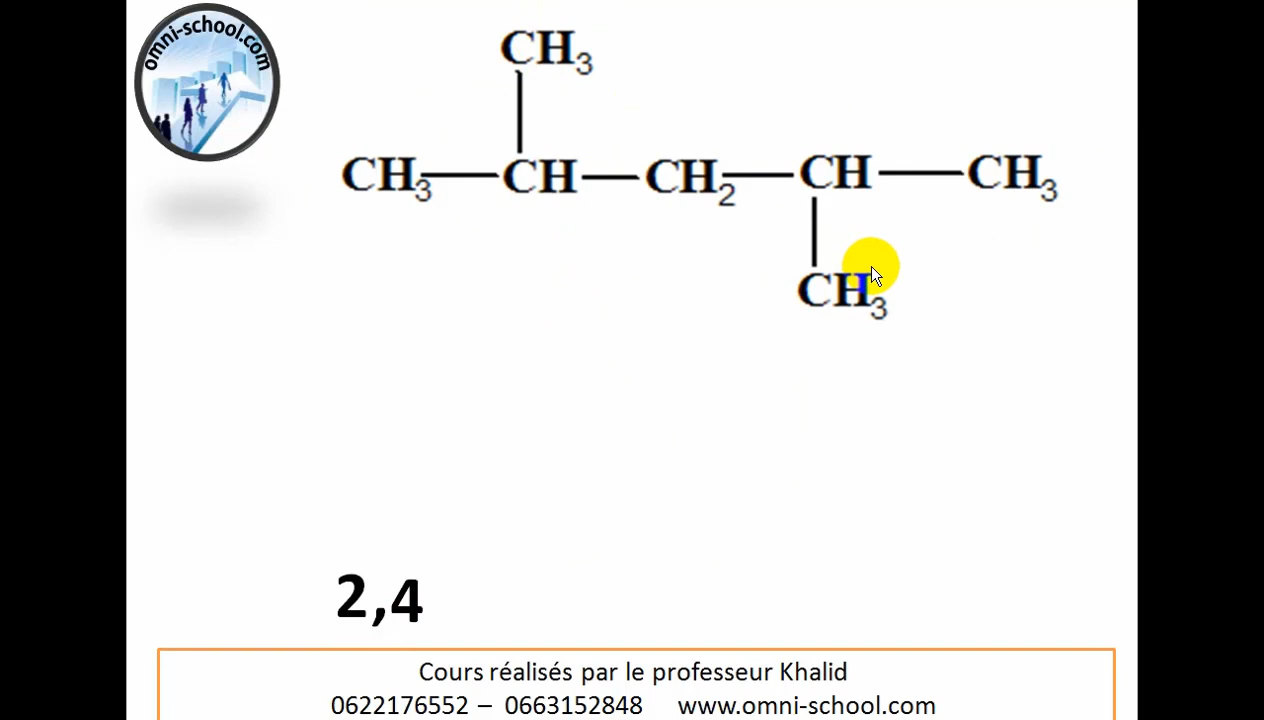 omni-school.com
CH₃
CH₃—CH—CH₂—CH—CH₃
CH₃
2,4
Cours réalisés par le professeur Khalid
0622176552 – 0663152848 www.omni-school.com